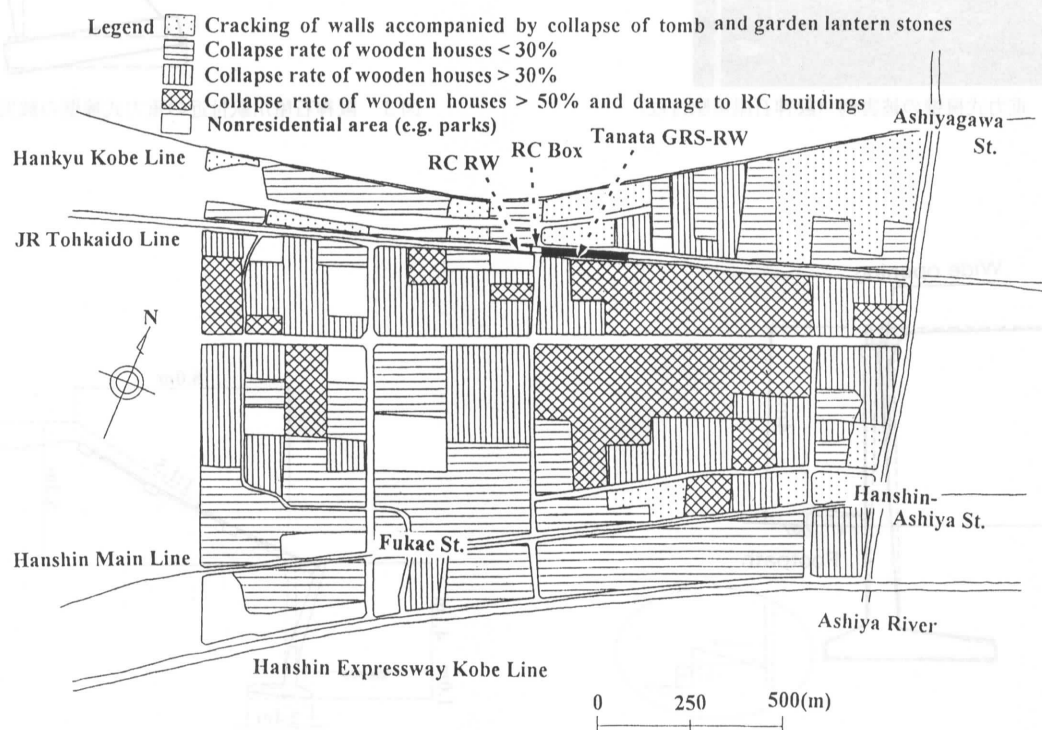 Legend Cracking of walls accompanied by collapse of tomb and garden lantern stones
Collapse rate of wooden houses < 30%
Collapse rate of wooden houses > 30%
Collapse rate of wooden houses > 50% and damage to RC buildings
Nonresidential area (e.g. parks)
Ashiyagawa
St.
Hankyu Kobe Line
RC RW
RC Box
Tanata GRS-RW
JR Tohkaido Line
N
Hanshin-
Ashiya St.
Fukae St.
Hanshin Main Line
Ashiya River
Hanshin Expressway Kobe Line
0 250 500(m)